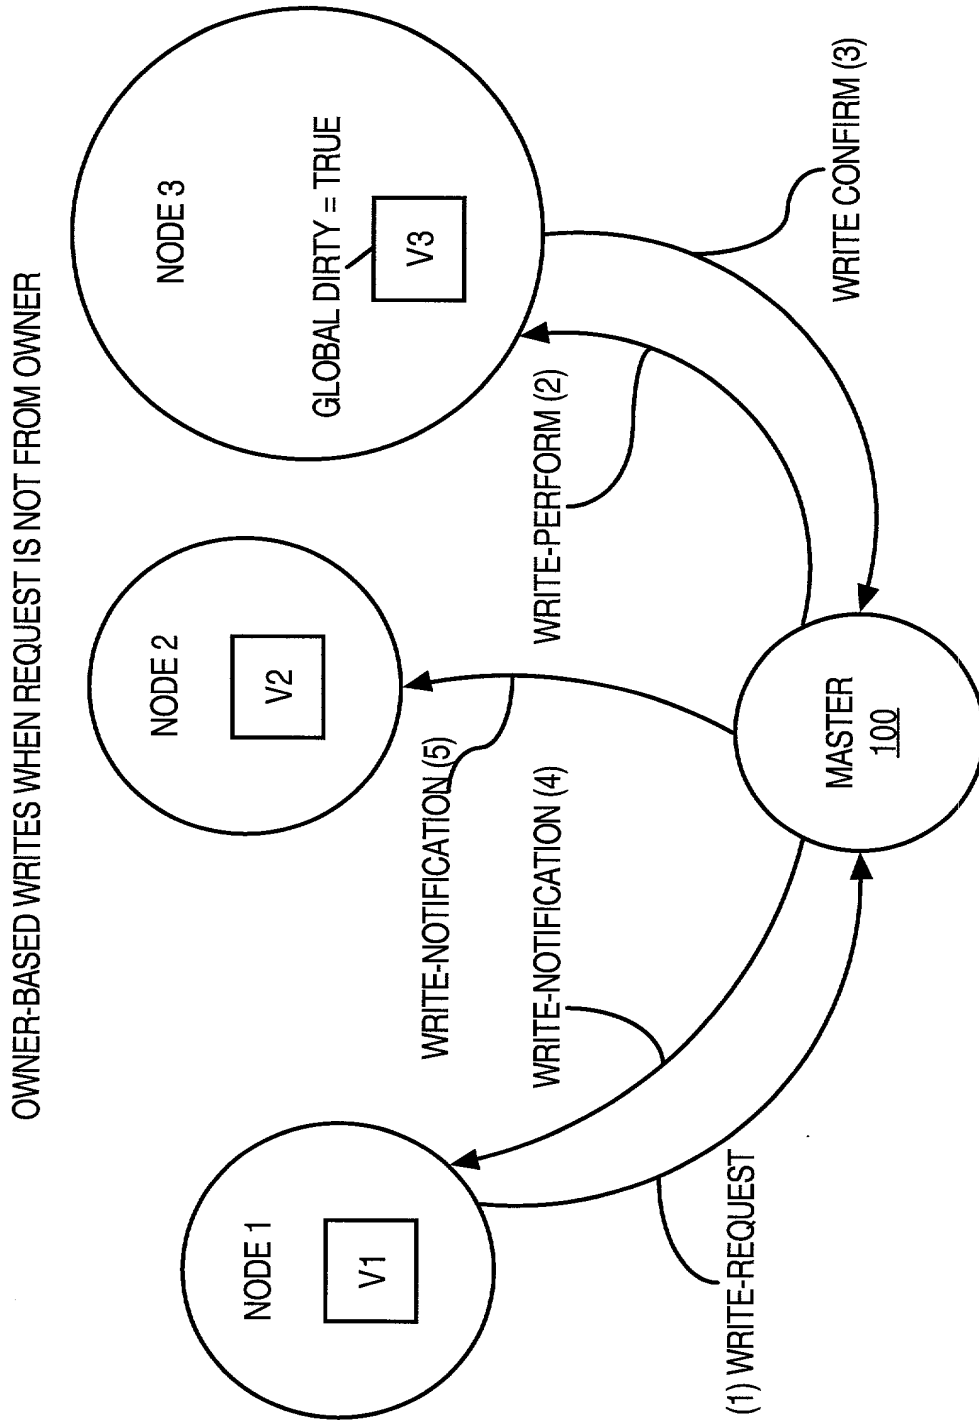 OWNER-BASED WRITES WHEN REQUEST IS NOT FROM OWNER
NODE 1
V1
NODE 2
V2
NODE 3
GLOBAL DIRTY = TRUE
V3
WRITE-NOTIFICATION (5)
WRITE-NOTIFICATION (4)
WRITE-PERFORM (2)
(1) WRITE-REQUEST
MASTER
100
WRITE CONFIRM (3)